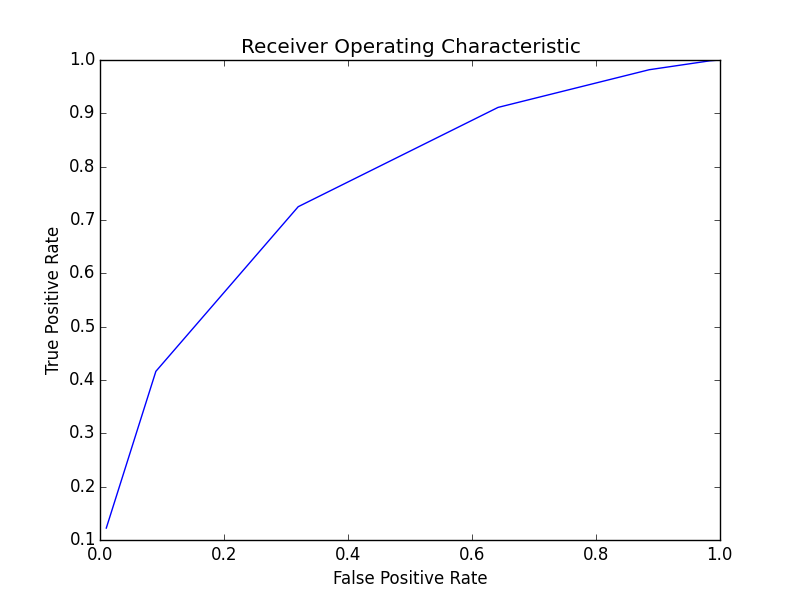 Receiver Operating Characteristic
1.0
0.9
0.8
0.7
0.6
0.5
0.4
0.3
0.2
0.1
True Positive Rate
0.0 0.2 0.4 0.6 0.8 1.0
False Positive Rate